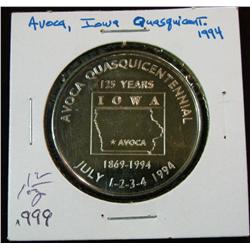 Avoca, Iowa Quasquicent.
1994
AVOCA QUASQUICENTENNIAL
125 YEARS
IOWA
★ AVOCA
1869-1994
JULY 1-2-3-4 1994
.999